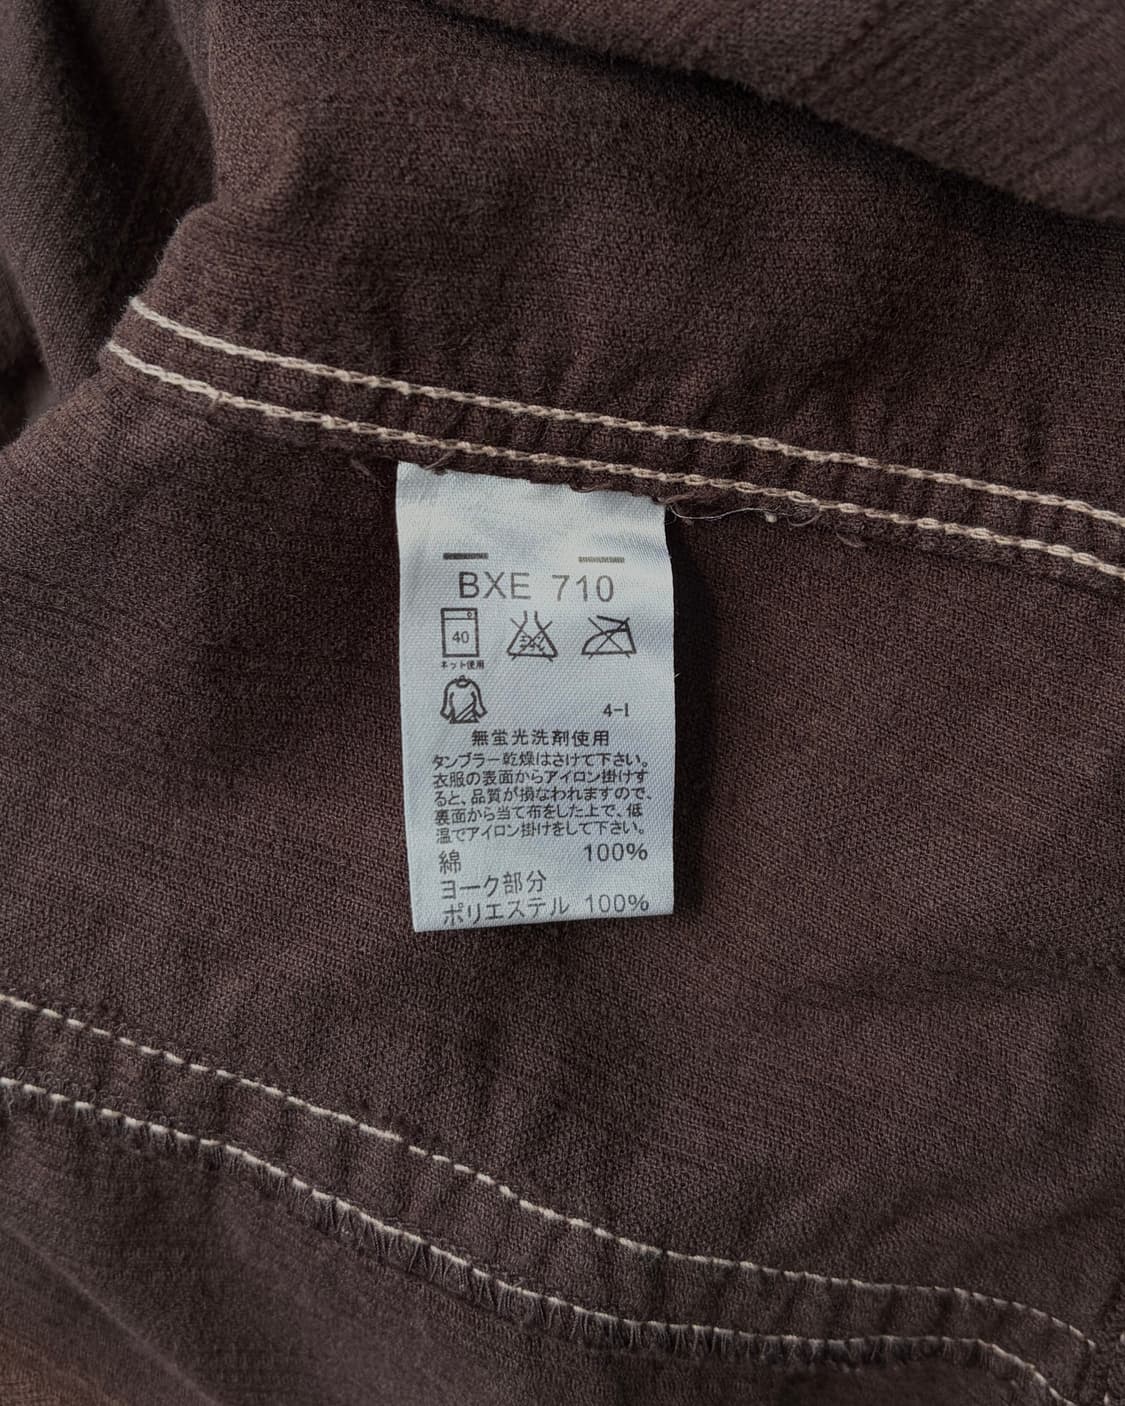 BXE 710
40
ネット使用
4-I
無蛍光洗剤使用
タンブラー乾燥はさけて下さい。
衣服の表面からアイロン掛けす
ると、品質が損なわれますので、
裏面から当て布をした上で、低
温でアイロン掛けをして下さい。
綿 100%
ヨーク部分
ポリエステル 100%